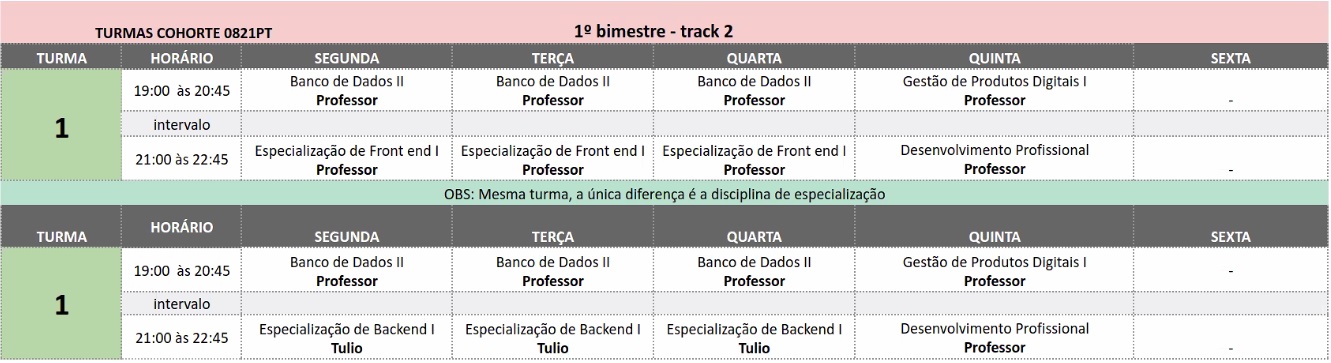 TURMAS COHORTE 0821PT 1º bimestre - track 2
TURMA HORÁRIO SEGUNDA TERÇA QUARTA QUINTA SEXTA
Banco de Dados II Banco de Dados II Banco de Dados II Gestão de Produtos Digitais I
19:00 às 20:45
Professor Professor Professor Professor -
1
intervalo
Especialização de Front end I Especialização de Front end I Especialização de Front end I Desenvolvimento Profissional
21:00 às 22:45
Professor Professor Professor Professor -
OBS: Mesma turma, a única diferença é a disciplina de especialização
TURMA HORÁRIO SEGUNDA TERÇA QUARTA QUINTA SEXTA
Banco de Dados II Banco de Dados II Banco de Dados II Gestão de Produtos Digitais I
19:00 às 20:45 -
Professor Professor Professor Professor
1
intervalo
Especialização de Backend I Especialização de Backend I Especialização de Backend I Desenvolvimento Profissional
21:00 às 22:45
Tulio Tulio Tulio Professor -